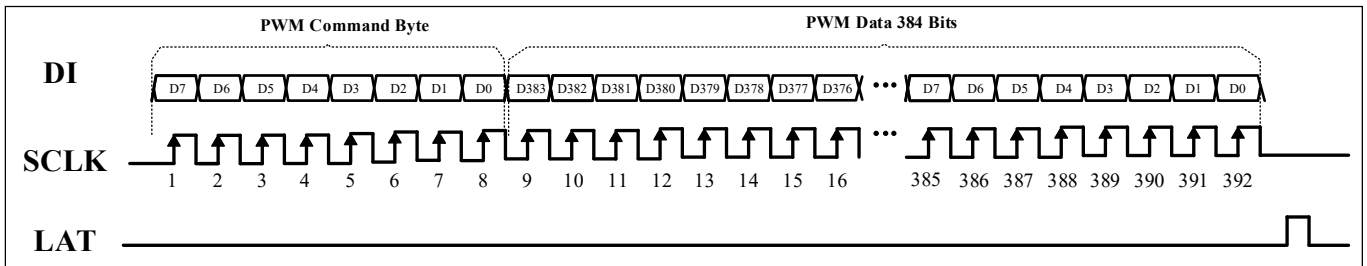 PWM Command Byte PWM Data 384 Bits
DI D7 D6 D5 D4 D3 D2 D1 D0 D383 D382 D381 D380 D379 D378 D377 D376 ••• D7 D6 D5 D4 D3 D2 D1 D0
SCLK •••
1 2 3 4 5 6 7 8 9 10 11 12 13 14 15 16 385 386 387 388 389 390 391 392
LAT